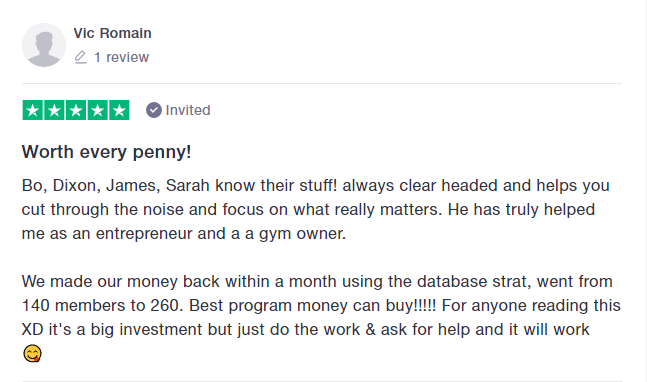 Vic Romain
1 review
Invited
Worth every penny!
Bo, Dixon, James, Sarah know their stuff! always clear headed and helps you
cut through the noise and focus on what really matters. He has truly helped
me as an entrepreneur and a a gym owner.
We made our money back within a month using the database strat, went from
140 members to 260. Best program money can buy!!!!! For anyone reading this
XD it's a big investment but just do the work & ask for help and it will work
😋